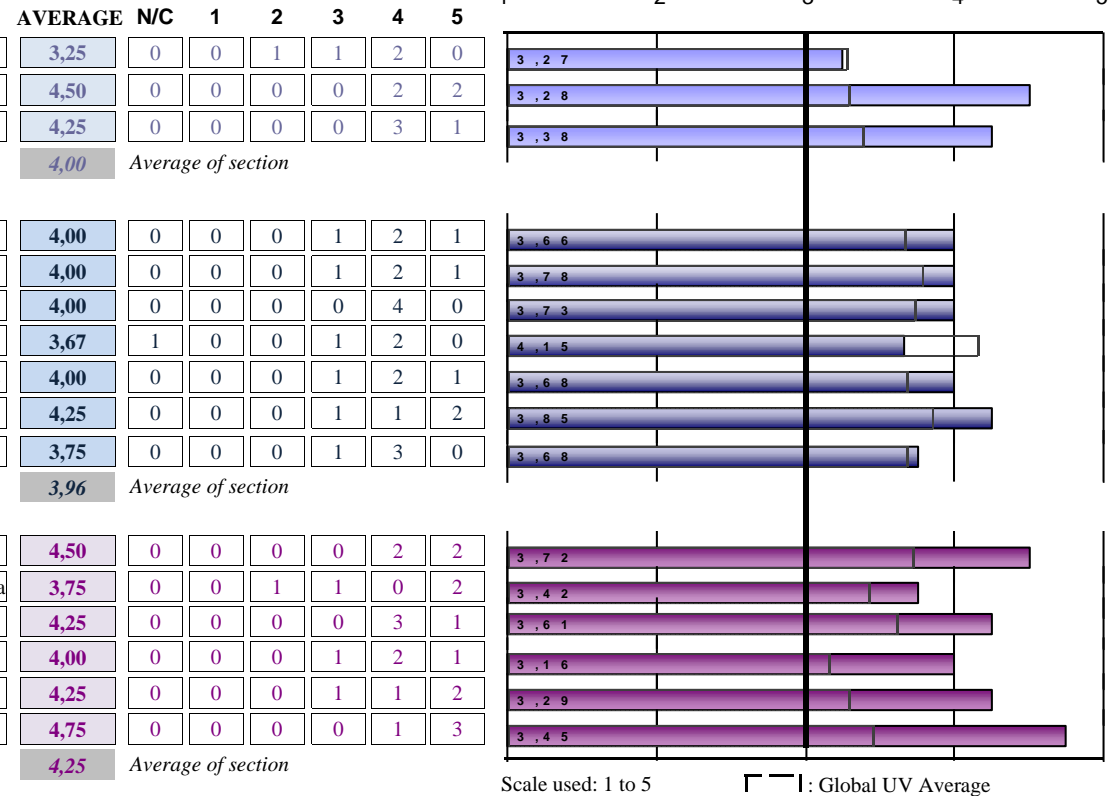 AVERAGE N/C 1 2 3 4 5
3,25 0 0 1 1 2 0 3,27
4,50 0 0 0 0 2 2 3,28
4,25 0 0 0 0 3 1 3,38
4,00 Average of section
4,00 0 0 0 1 2 1 3,66
4,00 0 0 0 1 2 1 3,78
4,00 0 0 0 0 4 0 3,73
3,67 1 0 0 1 2 0 4,15
4,00 0 0 0 1 2 1 3,68
4,25 0 0 0 1 1 2 3,85
3,75 0 0 0 1 3 0 3,68
3,96 Average of section
4,50 0 0 0 0 2 2 3,72
a 3,75 0 0 1 1 0 2 3,42
4,25 0 0 0 0 3 1 3,61
4,00 0 0 0 1 2 1 3,16
4,25 0 0 0 1 1 2 3,29
4,75 0 0 0 0 1 3 3,45
4,25 Average of section
Scale used: 1 to 5 : Global UV Average